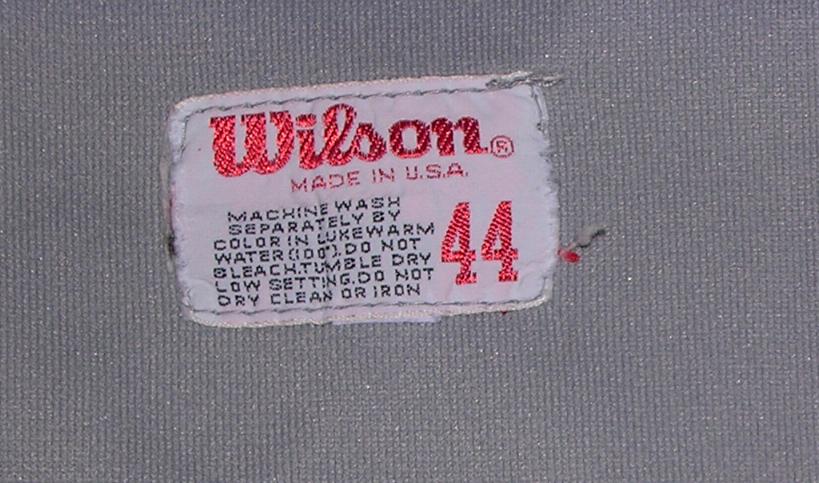 Wilson®
MADE IN U.S.A.
MACHINE WASH
SEPARATELY BY
COLOR IN LUKEWARM
WATER(100°).DO NOT
BLEACH.TUMBLE DRY
LOW SETTING.DO NOT
DRY CLEAN OR IRON
44